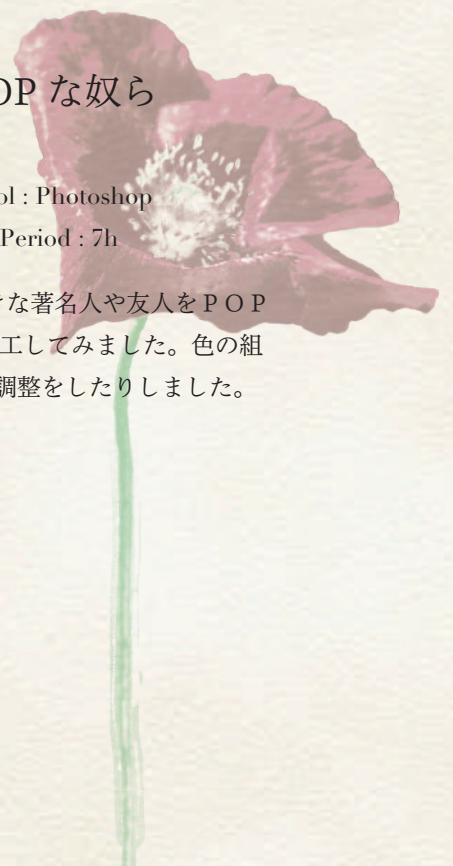 OP な奴ら
ol : Photoshop
Period : 7h
な著名人や友人をＰＯＰ
工してみました。色の組
調整をしたりしました。